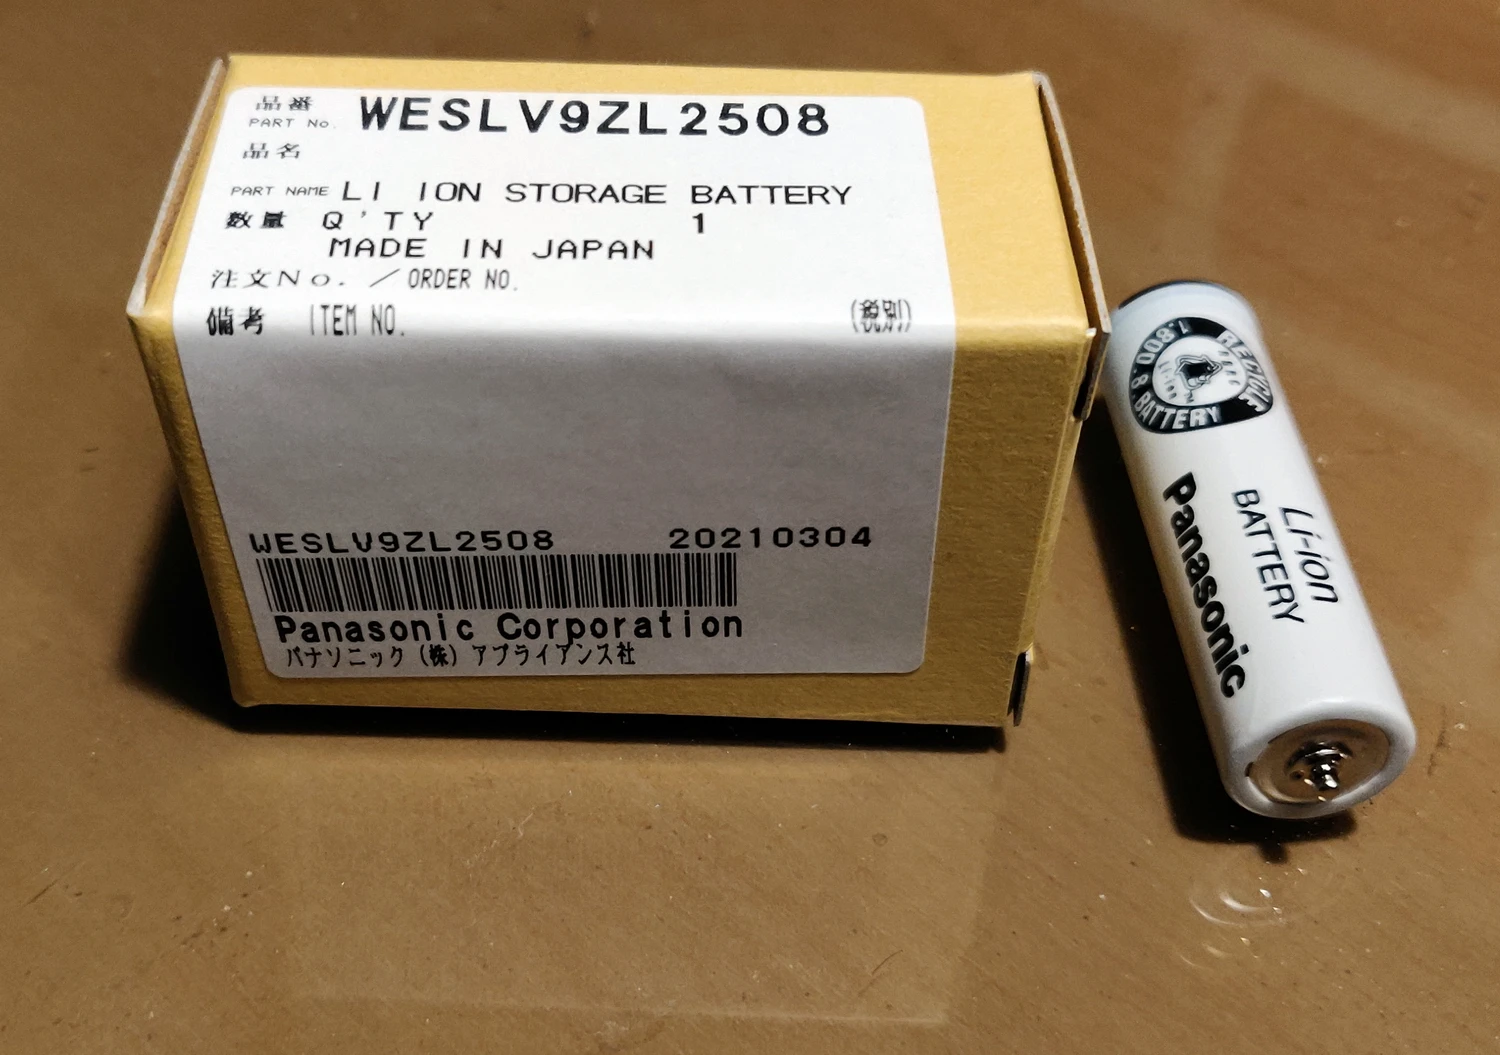 品番
PART No. WESLV9ZL2508
品名
PART NAME LI ION STORAGE BATTERY
数量 Q'TY 1
MADE IN JAPAN
注文No. ／ORDER NO.
備考 ITEM NO. (税別)
WESLV9ZL2508 20210304
Panasonic Corporation
パナソニック（株）アプライアンス社
1.800.8 BATTERY RECYCLE
Li-ion
BATTERY
Panasonic